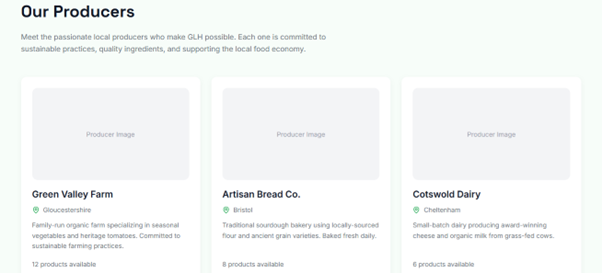 Our Producers
Meet the passionate local producers who make GLH possible. Each one is committed to
sustainable practices, quality ingredients, and supporting the local food economy.
Producer Image
Producer Image
Producer Image
Green Valley Farm
Gloucestershire
Family-run organic farm specializing in seasonal
vegetables and heritage tomatoes. Committed to
sustainable farming practices.
12 products available
Artisan Bread Co.
Bristol
Traditional sourdough bakery using locally-sourced
flour and ancient grain varieties. Baked fresh daily.
8 products available
Cotswold Dairy
Cheltenham
Small-batch dairy producing award-winning
cheese and organic milk from grass-fed cows.
6 products available